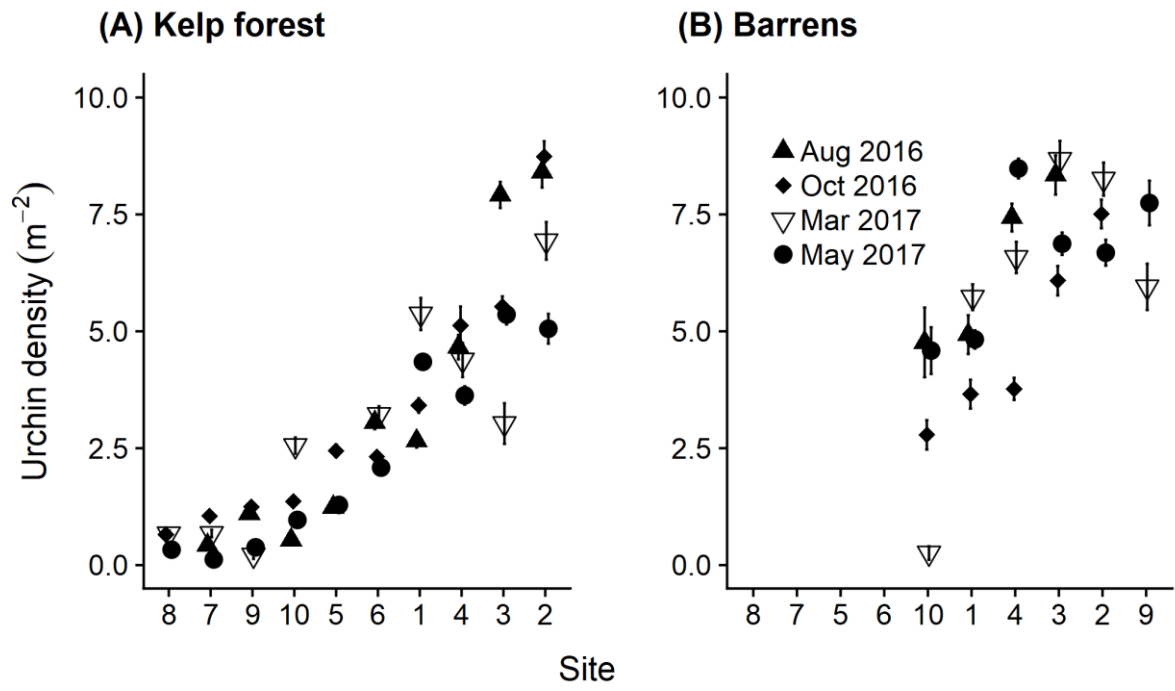 (A) Kelp forest
(B) Barrens
Urchin density (m⁻²)
10.0
7.5
5.0
2.5
0.0
8 7 9 10 5 6 1 4 3 2
10.0
7.5
5.0
2.5
0.0
Aug 2016
Oct 2016
Mar 2017
May 2017
8 7 5 6 10 1 4 3 2 9
Site